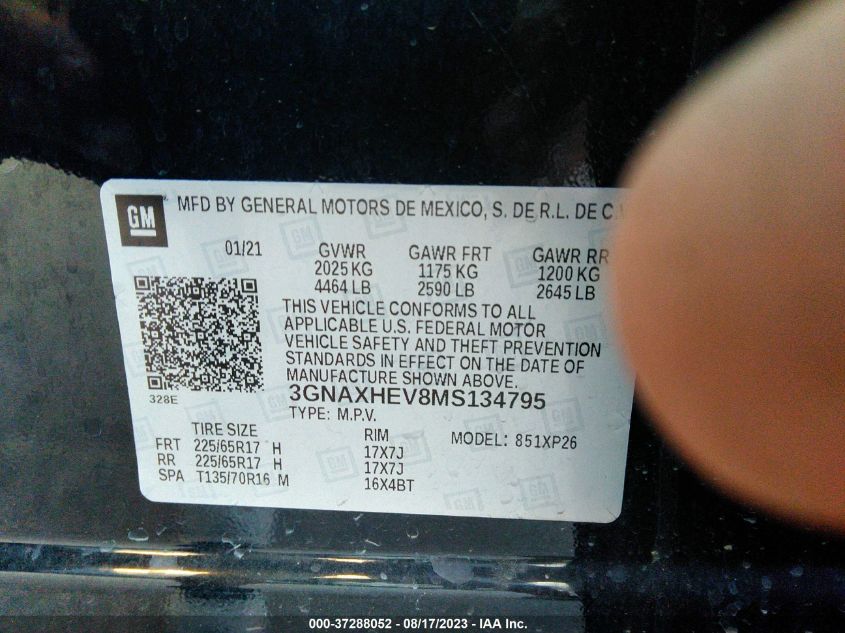 GM MFD BY GENERAL MOTORS DE MEXICO, S. DE R.L. DE C.
01/21 GVWR GAWR FRT GAWR RR
2025 KG 1175 KG 1200 KG
4464 LB 2590 LB 2645 LB
THIS VEHICLE CONFORMS TO ALL
APPLICABLE U.S. FEDERAL MOTOR
VEHICLE SAFETY AND THEFT PREVENTION
STANDARDS IN EFFECT ON THE DATE OF
MANUFACTURE SHOWN ABOVE.
3GNAXHEV8MS134795
328E
TYPE: M.P.V.
TIRE SIZE RIM MODEL: 851XP26
FRT 225/65R17 H 17X7J
RR 225/65R17 H 17X7J
SPA T135/70R16 M 16X4BT
000-37288052 - 08/17/2023 - IAA Inc.